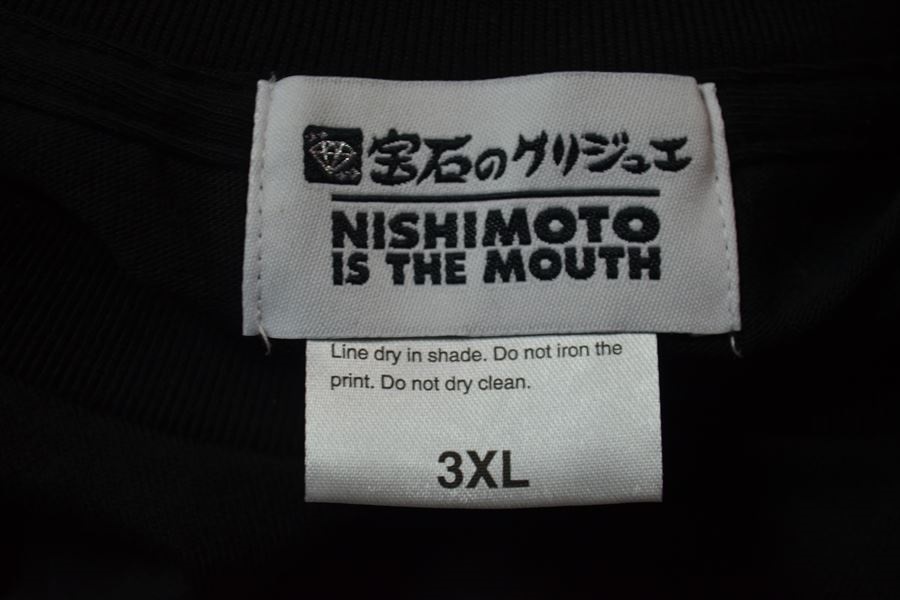 宝石のグリジュエ
NISHIMOTO
IS THE MOUTH
Line dry in shade. Do not iron the
print. Do not dry clean.
3XL